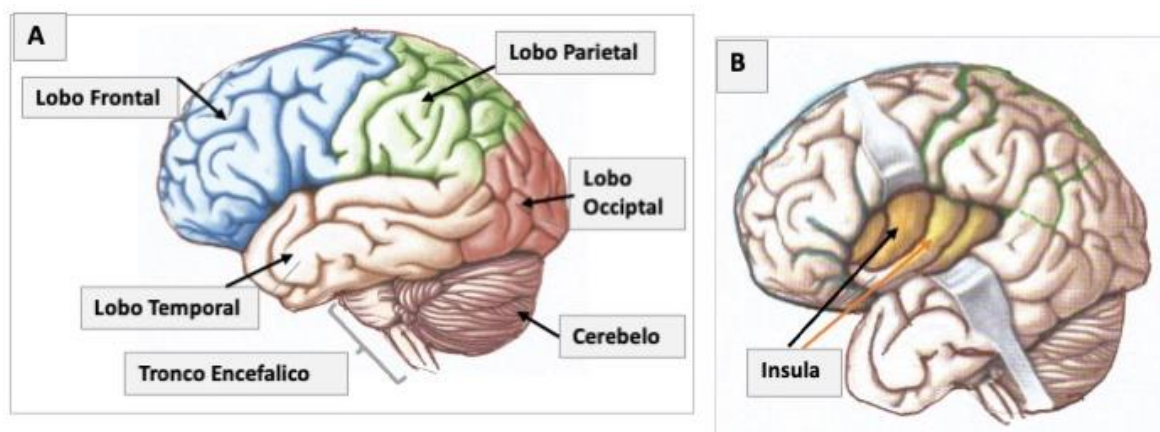 A
Lobo Parietal
Lobo Frontal
Lobo
Occiptal
Lobo Temporal
Cerebelo
Tronco Encefalico
B
Insula